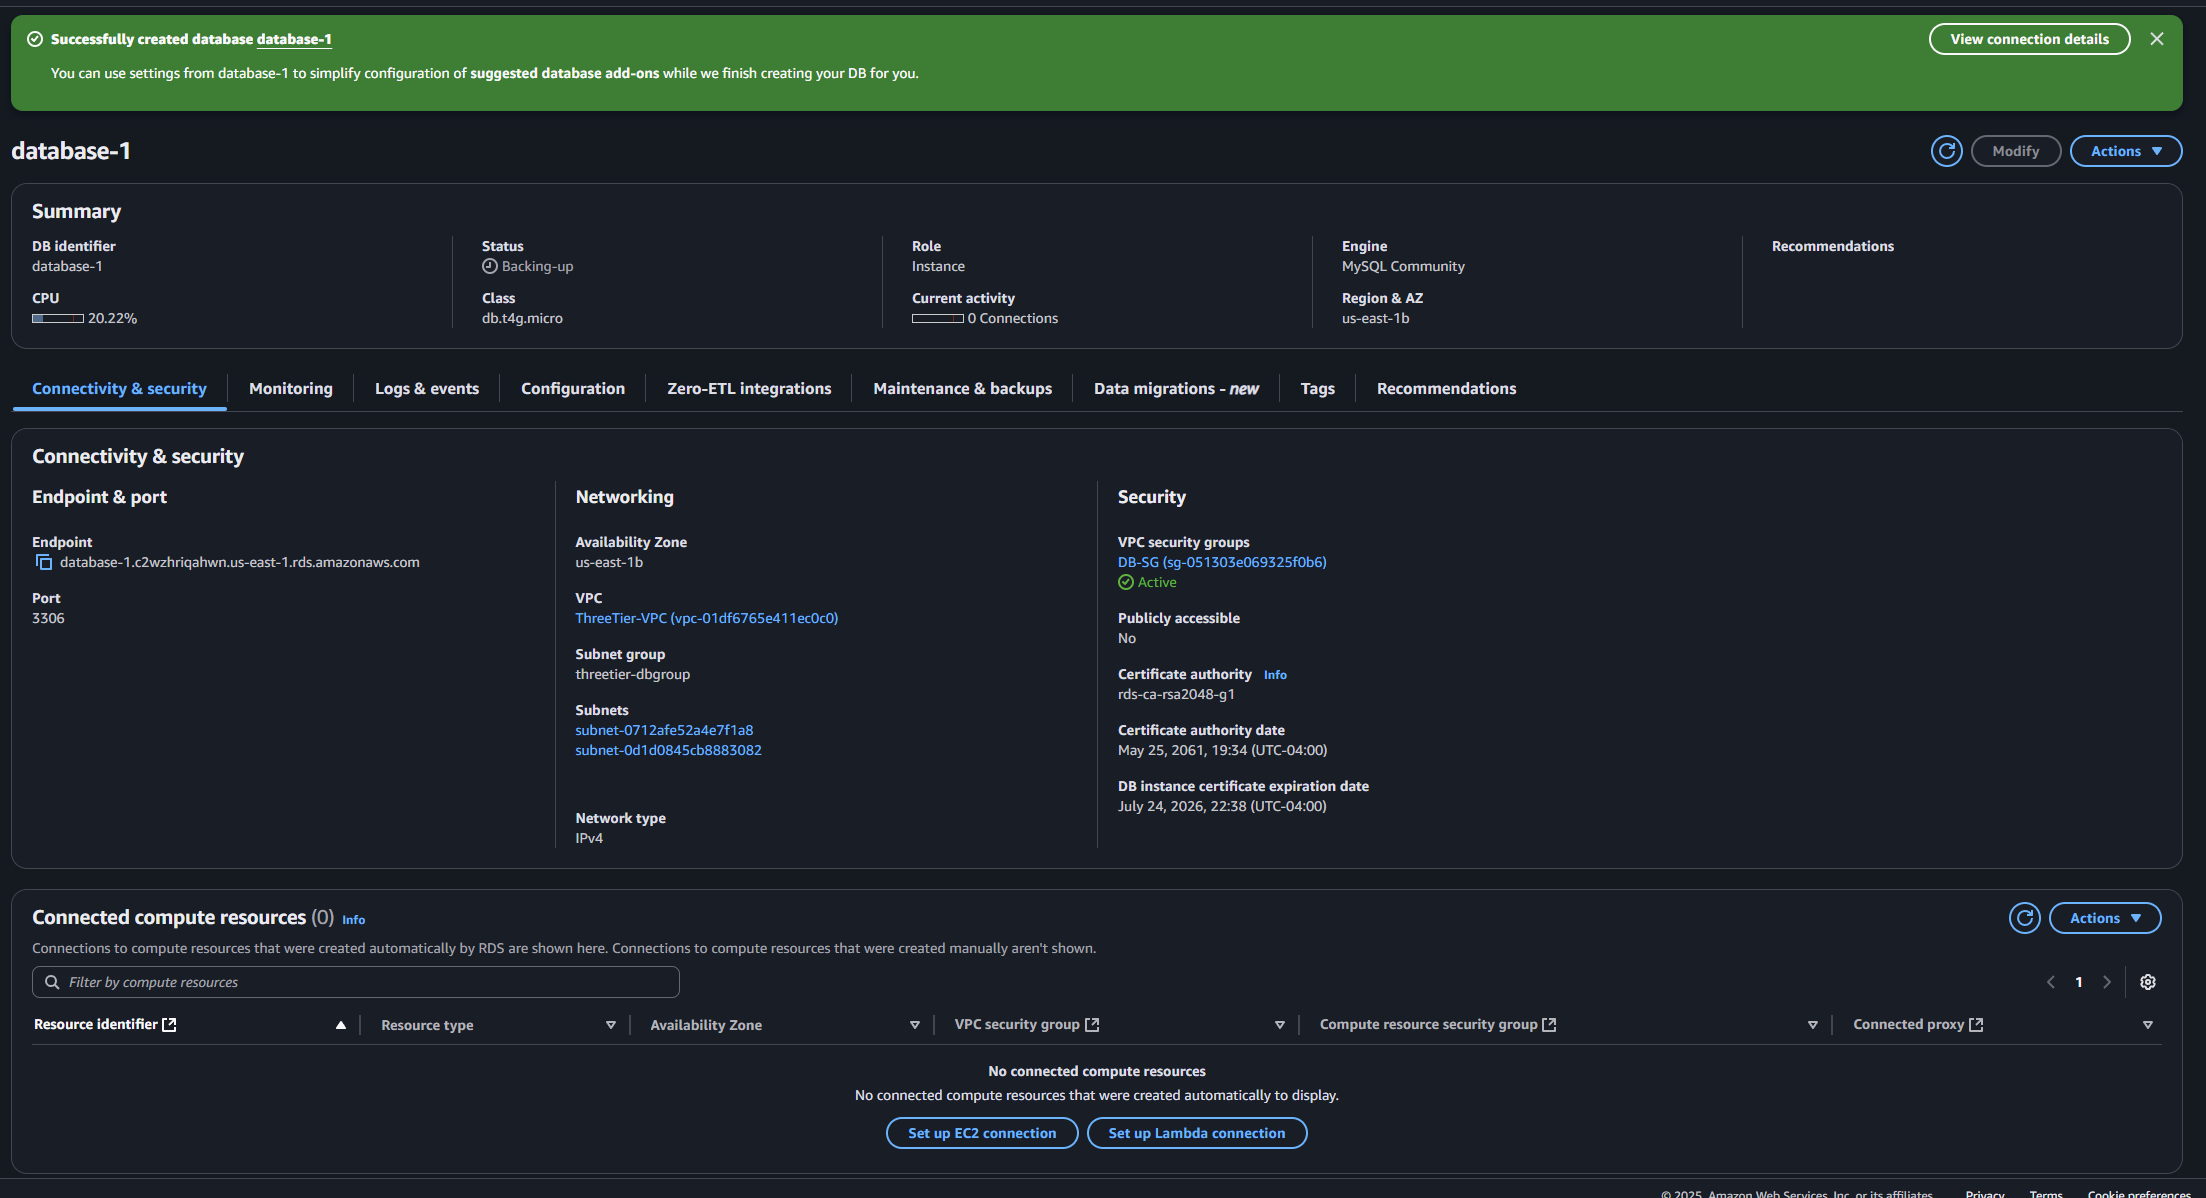 Successfully created database database-1
View connection details
You can use settings from database-1 to simplify configuration of suggested database add-ons while we finish creating your DB for you.
database-1
Modify
Actions
Summary
DB identifier
database-1
CPU
20.22%
Status
Backing-up
Class
db.t4g.micro
Role
Instance
Current activity
0 Connections
Engine
MySQL Community
Region & AZ
us-east-1b
Recommendations
Connectivity & security
Monitoring
Logs & events
Configuration
Zero-ETL integrations
Maintenance & backups
Data migrations - new
Tags
Recommendations
Connectivity & security
Endpoint & port
Endpoint
database-1.c2wzhriqahwn.us-east-1.rds.amazonaws.com
Port
3306
Networking
Availability Zone
us-east-1b
VPC
ThreeTier-VPC (vpc-01df6765e411ec0c0)
Subnet group
threetier-dbgroup
Subnets
subnet-0712afe52a4e7f1a8
subnet-0d1d0845cb8883082
Network type
IPv4
Security
VPC security groups
DB-SG (sg-051303e069325f0b6)
Active
Publicly accessible
No
Certificate authority Info
rds-ca-rsa2048-g1
Certificate authority date
May 25, 2061, 19:34 (UTC-04:00)
DB instance certificate expiration date
July 24, 2026, 22:38 (UTC-04:00)
Connected compute resources (0) Info
Actions
Connections to compute resources that were created automatically by RDS are shown here. Connections to compute resources that were created manually aren't shown.
Filter by compute resources
1
Resource identifier
Resource type
Availability Zone
VPC security group
Compute resource security group
Connected proxy
No connected compute resources
No connected compute resources that were created automatically to display.
Set up EC2 connection
Set up Lambda connection
© 2025, Amazon Web Services, Inc. or its affiliates.
Privacy
Terms
Cookie preferences